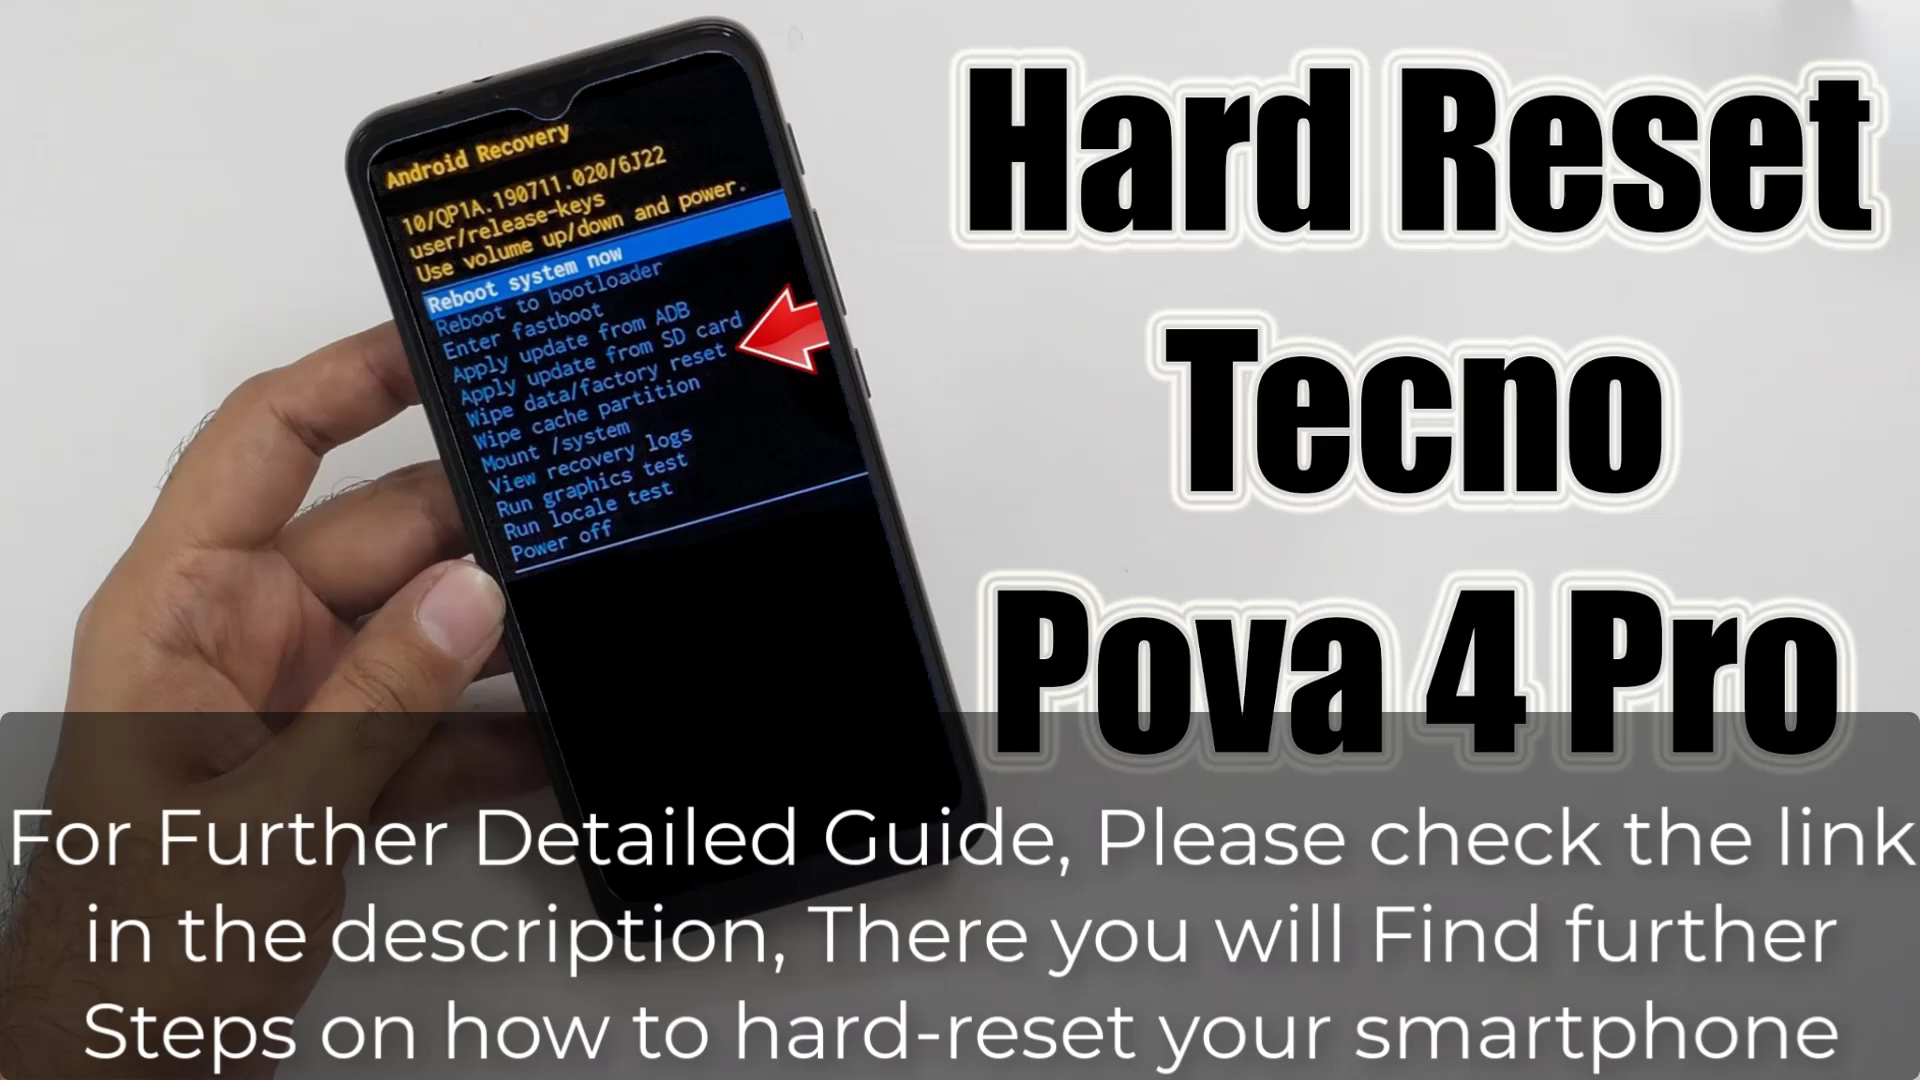 Android Recovery
10/QP1A.190711.020/6J22
user/release-keys
Use volume up/down and power.
Reboot system now
Reboot to bootloader
Enter fastboot
Apply update from ADB
Apply update from SD card
Wipe data/factory reset
Wipe cache partition
Mount /system
View recovery logs
Run graphics test
Run locale test
Power off
Hard Reset
Tecno
Pova 4 Pro
For Further Detailed Guide, Please check the link
in the description, There you will Find further
Steps on how to hard-reset your smartphone